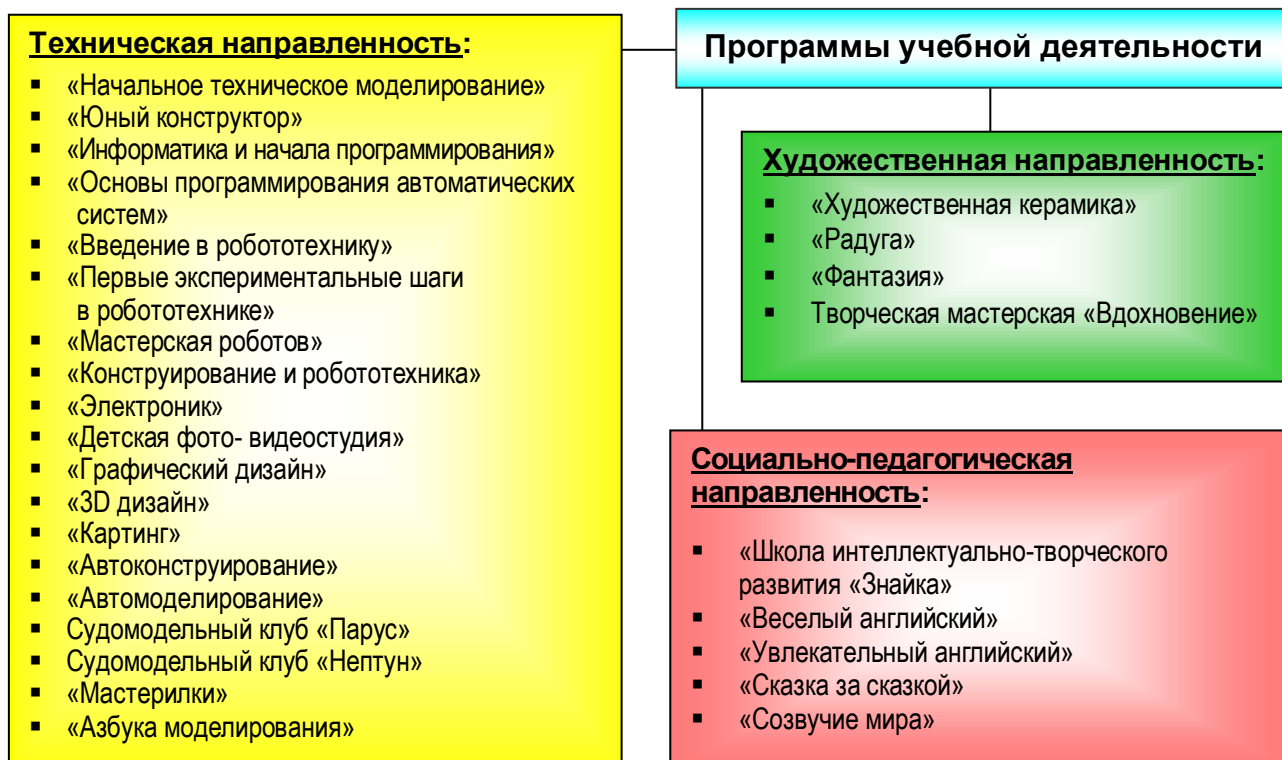 Программы учебной деятельности
Техническая направленность:
▪ «Начальное техническое моделирование»
▪ «Юный конструктор»
▪ «Информатика и начала программирования»
▪ «Основы программирования автоматических
систем»
▪ «Введение в робототехнику»
▪ «Первые экспериментальные шаги
в робототехнике»
▪ «Мастерская роботов»
▪ «Конструирование и робототехника»
▪ «Электроник»
▪ «Детская фото- видеостудия»
▪ «Графический дизайн»
▪ «3D дизайн»
▪ «Картинг»
▪ «Автоконструирование»
▪ «Автомоделирование»
▪ Судомодельный клуб «Парус»
▪ Судомодельный клуб «Нептун»
▪ «Мастерилки»
▪ «Азбука моделирования»
Художественная направленность:
▪ «Художественная керамика»
▪ «Радуга»
▪ «Фантазия»
▪ Творческая мастерская «Вдохновение»
Социально-педагогическая
направленность:
▪ «Школа интеллектуально-творческого
развития «Знайка»
▪ «Веселый английский»
▪ «Увлекательный английский»
▪ «Сказка за сказкой»
▪ «Созвучие мира»